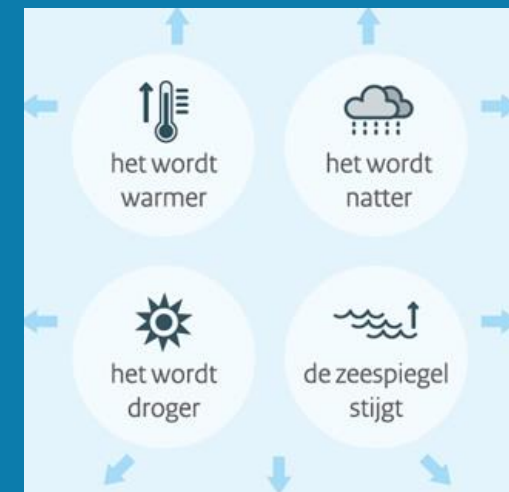 het wordt
warmer
het wordt
natter
het wordt
droger
de zeespiegel
stijgt